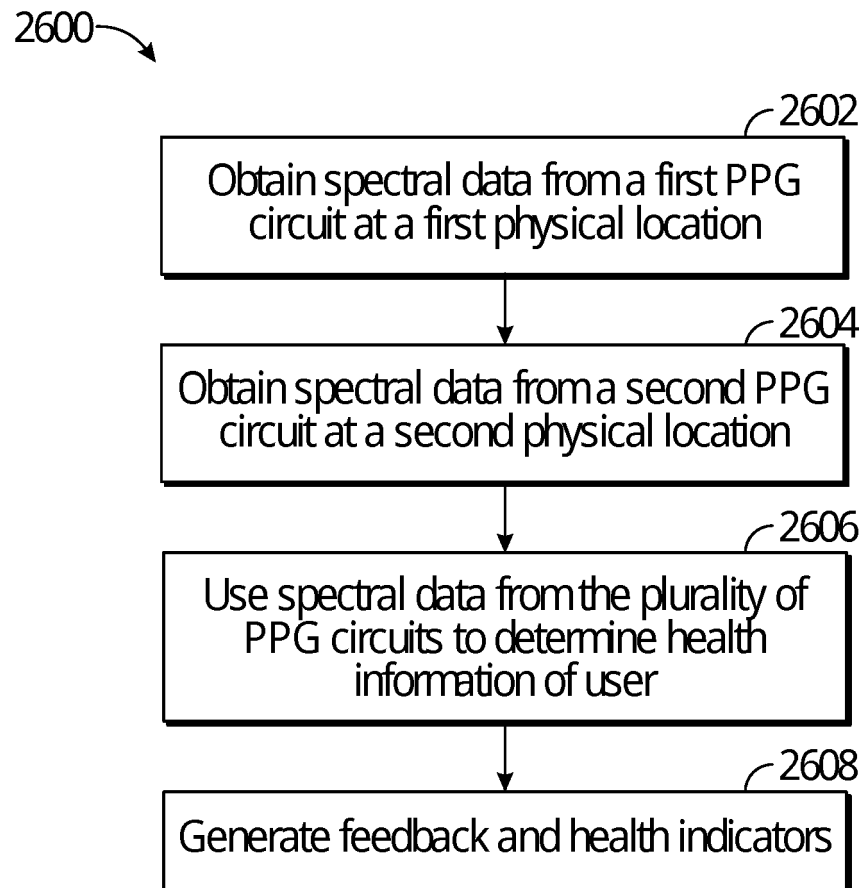 2600
2602
Obtain spectral data from a first PPG
circuit at a first physical location
2604
Obtain spectral data from a second PPG
circuit at a second physical location
2606
Use spectral data from the plurality of
PPG circuits to determine health
information of user
2608
Generate feedback and health indicators